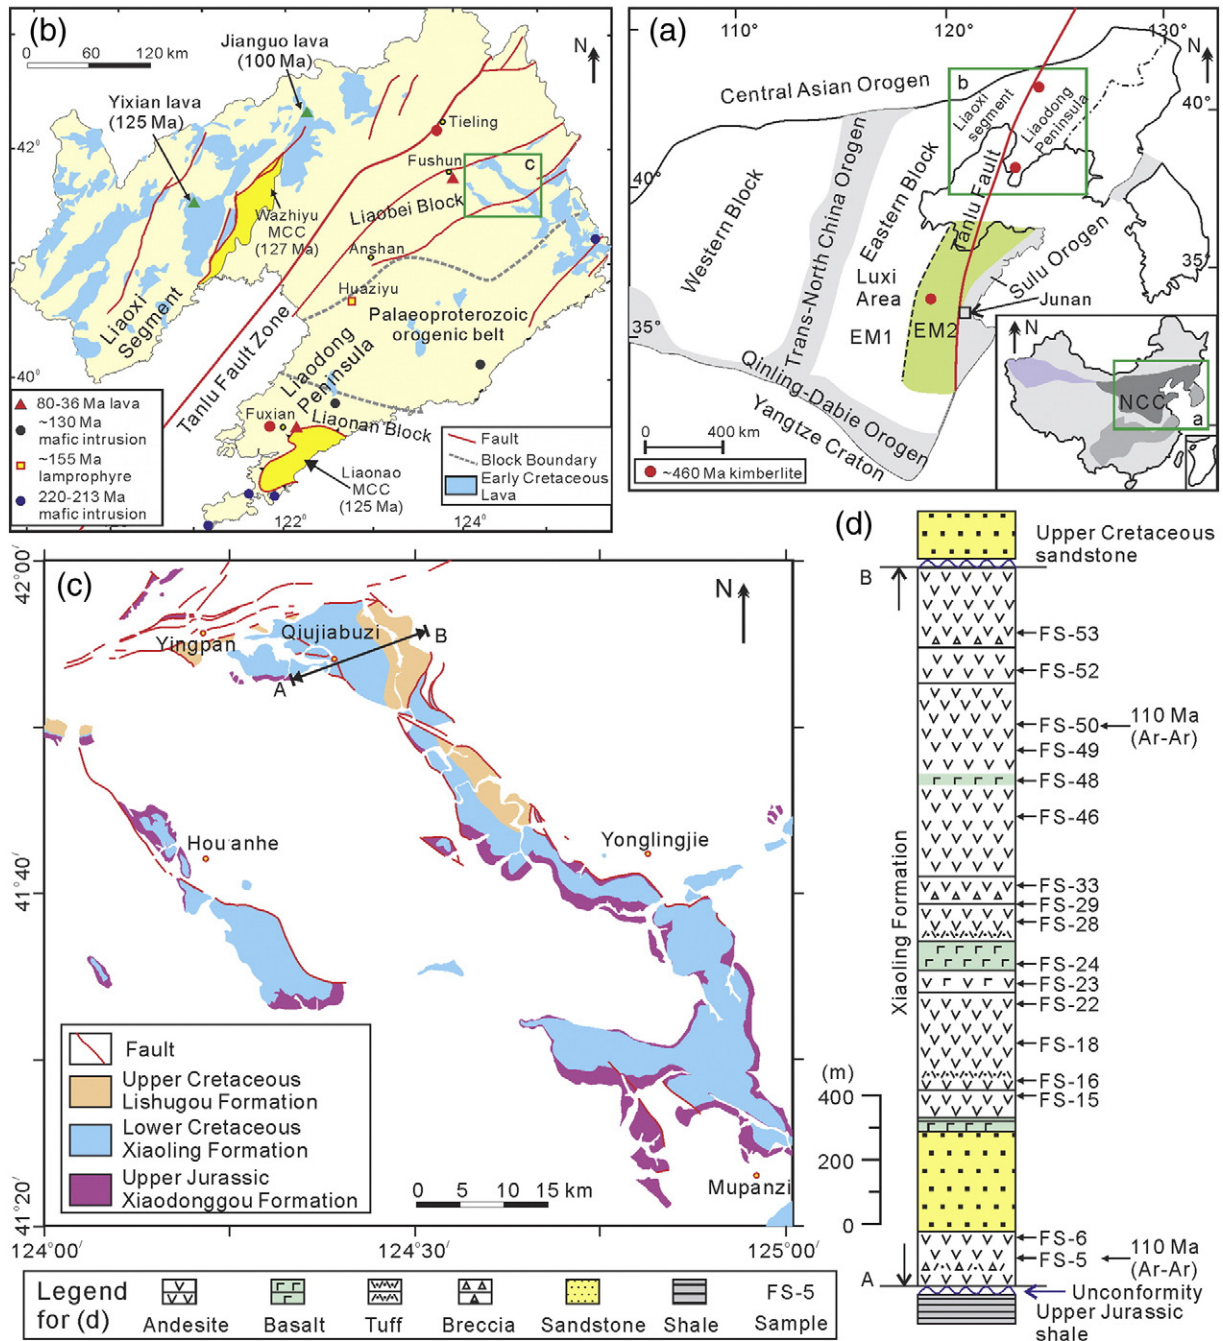 (b)
Jianguo lava
(100 Ma)
N
0 60 120 km
Yixian lava
(125 Ma)
42°
Tieling
Fushun
c
Wazhiyu
MCC
(127 Ma)
Liaobei Block
Anshan
Huaziyu
Liaoxi
Segment
Palaeoproterozoic
orogenic belt
Tanlu Fault Zone
Liaodong
Peninsula
40°
Fuxian
Liaonan Block
Liaonao
MCC
(125 Ma)
122°
124°
80-36 Ma lava
~130 Ma
mafic intrusion
~155 Ma
lamprophyre
220-213 Ma
mafic intrusion
Fault
Block Boundary
Early Cretaceous
Lava
(a)
110°
120°
130°
N
Central Asian Orogen
b
Liaoxi
segment
Liaodong
Peninsula
40°
40°
Western Block
Trans-North China Orogen
Eastern Block
Tanlu Fault
Sulu Orogen
35°
Luxi
Area
Junan
EM1
EM2
35°
Qinling-Dabie Orogen
Yangtze Craton
0 400 km
~460 Ma kimberlite
N
NCC
a
(c)
42°00′
N
Yingpan
Qiujiabuzi
A
B
Hou anhe
Yonglingjie
41°40′
Mupanzi
Fault
Upper Cretaceous
Lishugou Formation
Lower Cretaceous
Xiaoling Formation
Upper Jurassic
Xiaodonggou Formation
0 5 10 15 km
41°20′
124°00′
124°30′
125°00′
(d)
Upper Cretaceous
sandstone
B
FS-53
FS-52
FS-50
110 Ma
(Ar-Ar)
FS-49
FS-48
FS-46
Xiaoling Formation
FS-33
FS-29
FS-28
FS-24
FS-23
FS-22
FS-18
FS-16
FS-15
(m)
400
200
0
FS-6
FS-5
110 Ma
(Ar-Ar)
A
Unconformity
Upper Jurassic
shale
Legend
for (d)
Andesite
Basalt
Tuff
Breccia
Sandstone
Shale
FS-5
Sample